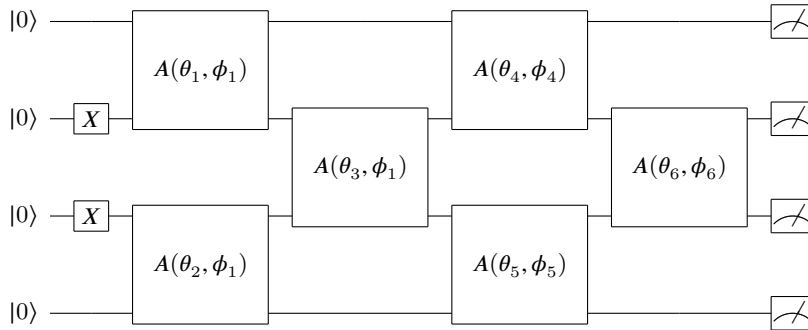 |0⟩ A(θ₁, ϕ₁) A(θ₄, ϕ₄)
|0⟩ X
A(θ₃, ϕ₁) A(θ₆, ϕ₆)
|0⟩ X
A(θ₂, ϕ₁) A(θ₅, ϕ₅)
|0⟩